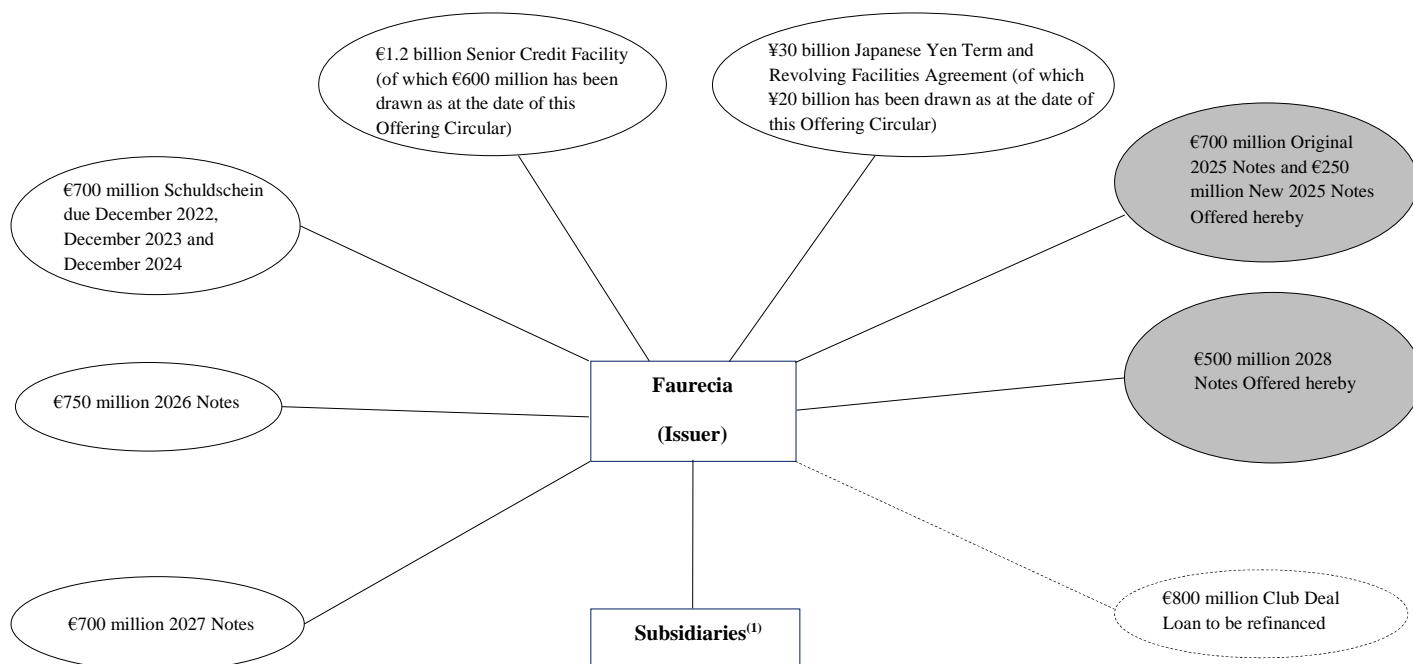 €1.2 billion Senior Credit Facility
(of which €600 million has been
drawn as at the date of this
Offering Circular)
¥30 billion Japanese Yen Term and
Revolving Facilities Agreement (of which
¥20 billion has been drawn as at the date of
this Offering Circular)
€700 million Original
2025 Notes and €250
million New 2025 Notes
Offered hereby
€700 million Schuldschein
due December 2022,
December 2023 and
December 2024
€500 million 2028
Notes Offered hereby
€750 million 2026 Notes
Faurecia
(Issuer)
€700 million 2027 Notes
Subsidiaries(1)
€800 million Club Deal
Loan to be refinanced